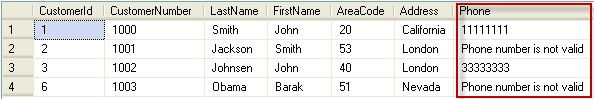 CustomerId CustomerNumber LastName FirstName AreaCode Address Phone
1 1 1000 Smith John 20 California 11111111
2 2 1001 Jackson Smith 53 London Phone number is not valid
3 3 1002 Johnsen John 40 London 33333333
4 6 1003 Obama Barak 51 Nevada Phone number is not valid